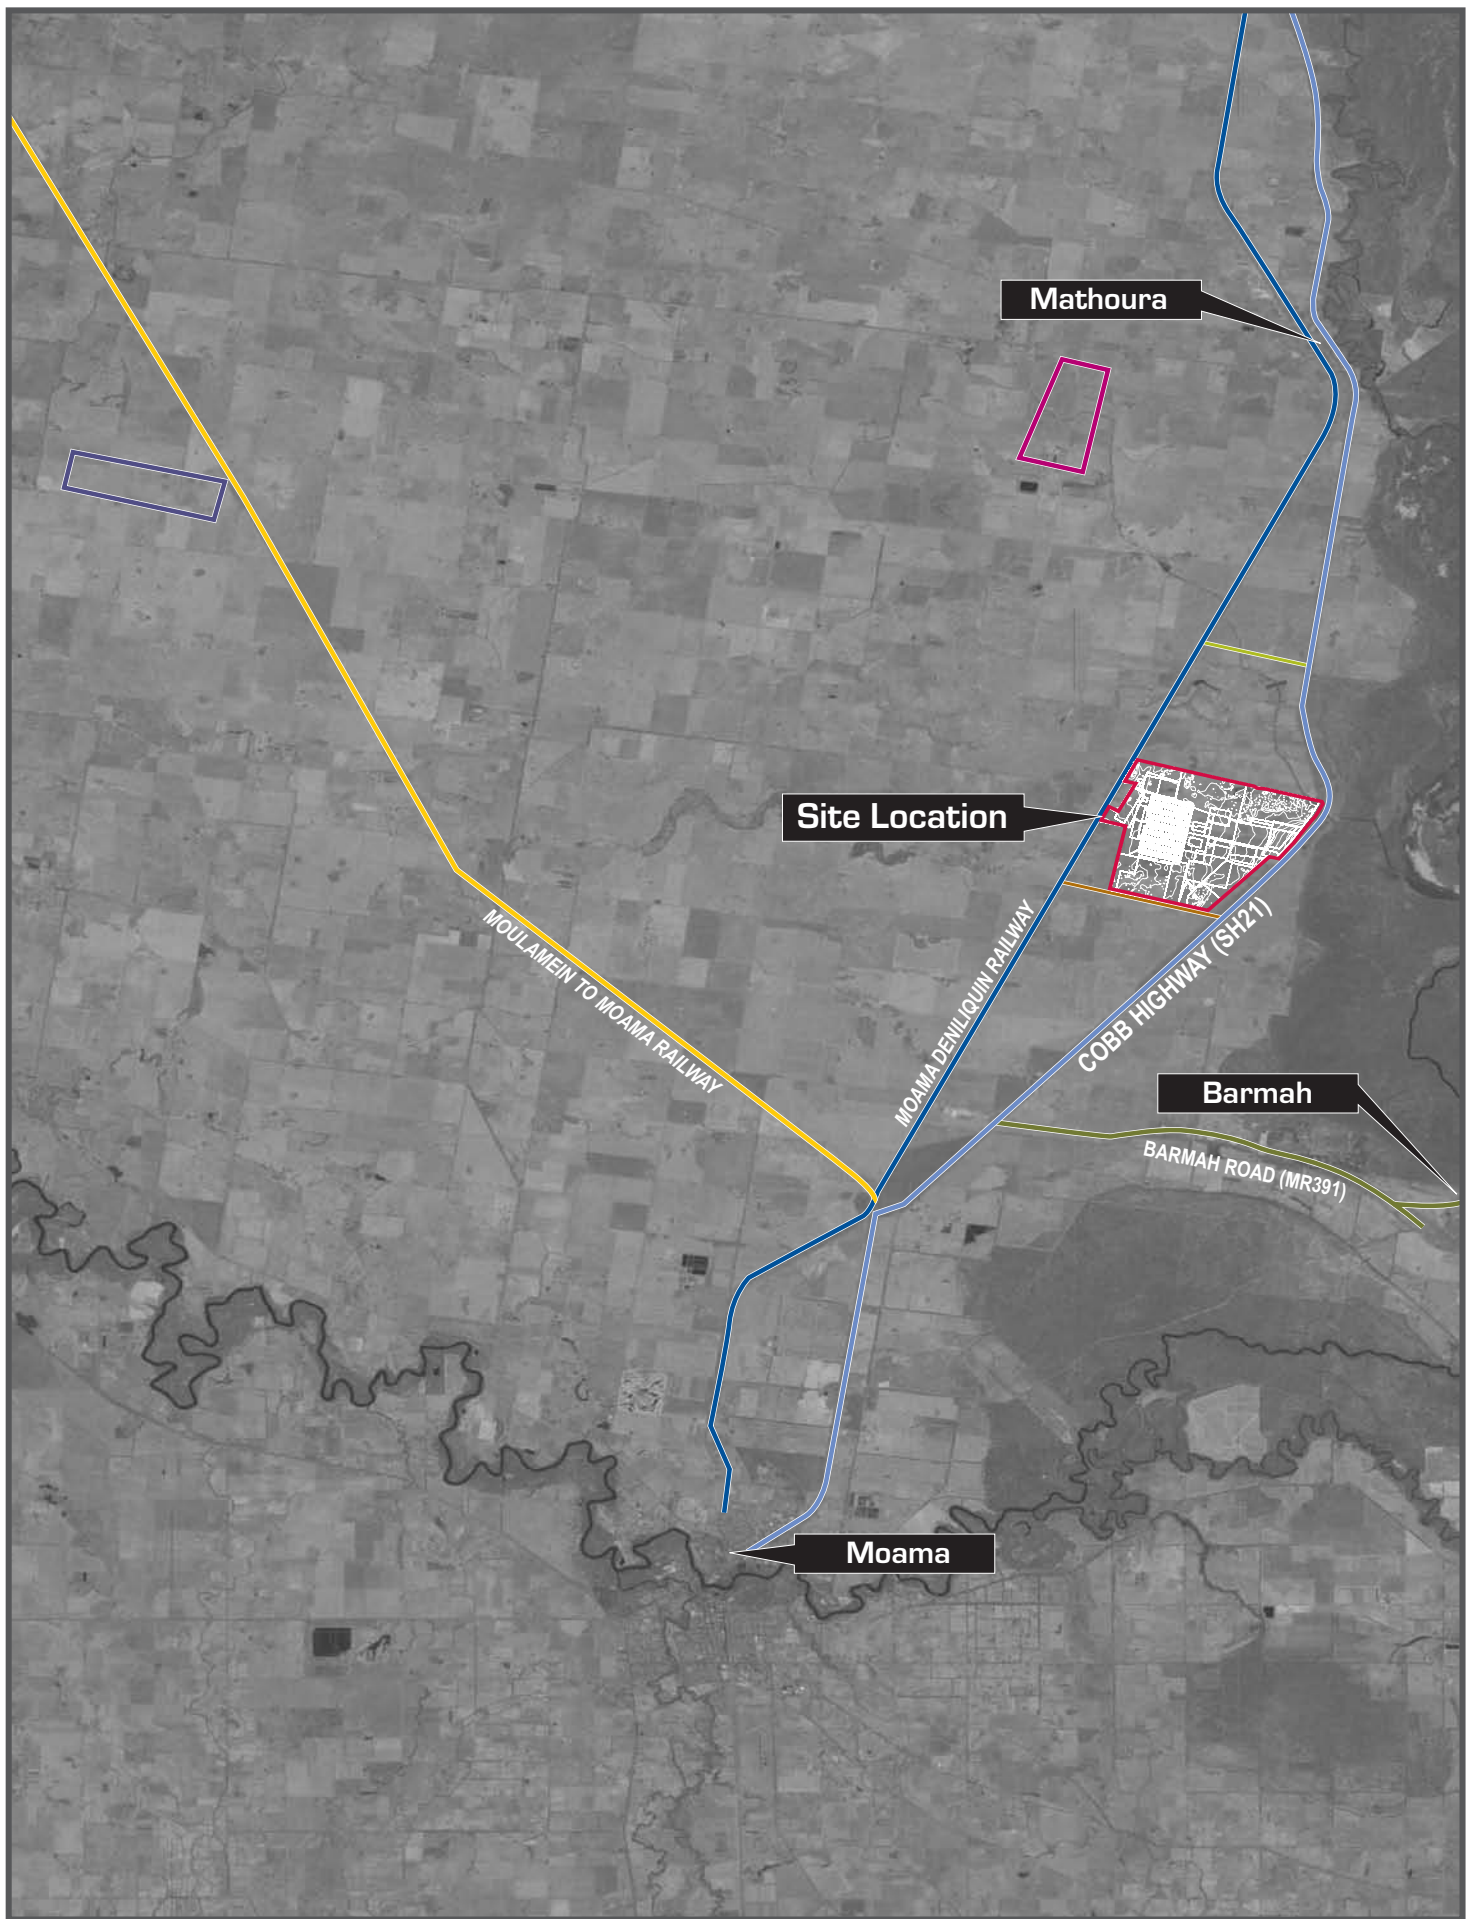 Mathoura
Site Location
MOULAMEIN TO MOAMA RAILWAY
MOAMA DENILIQUIN RAILWAY
COBB HIGHWAY (SH21)
Barmah
BARMAH ROAD (MR391)
Moama